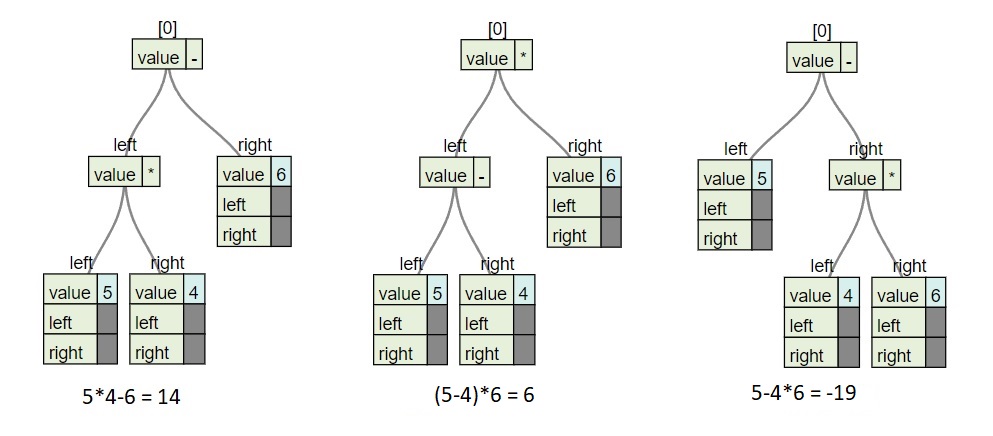 [0]
value -
left
right
value *
value 6
left
right
left
right
value 5
left
right
value 4
left
right
5*4-6 = 14
[0]
value *
left
right
value -
value 6
left
right
left
right
value 5
left
right
value 4
left
right
(5-4)*6 = 6
[0]
value -
left
right
value 5
left
right
value *
left
right
value 4
left
right
value 6
left
right
5-4*6 = -19